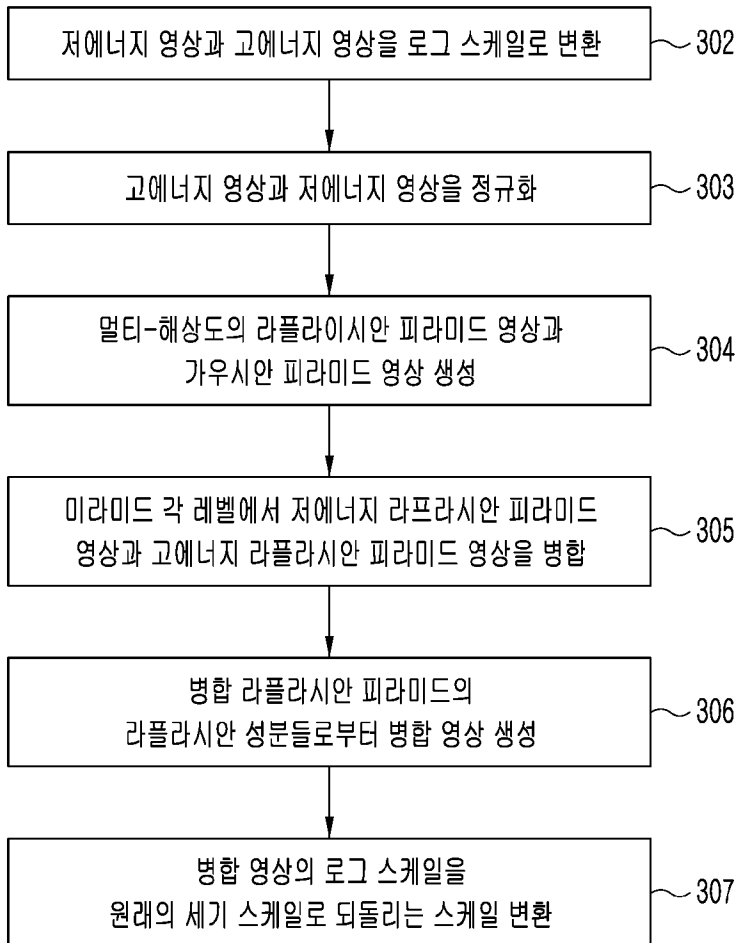 저에너지 영상과 고에너지 영상을 로그 스케일로 변환
302
고에너지 영상과 저에너지 영상을 정규화
303
멀티-해상도의 라플라이시안 피라미드 영상과
가우시안 피라미드 영상 생성
304
미라미드 각 레벨에서 저에너지 라프라시안 피라미드
영상과 고에너지 라플라시안 피라미드 영상을 병합
305
병합 라플라시안 피라미드의
라플라시안 성분들로부터 병합 영상 생성
306
병합 영상의 로그 스케일을
원래의 세기 스케일로 되돌리는 스케일 변환
307